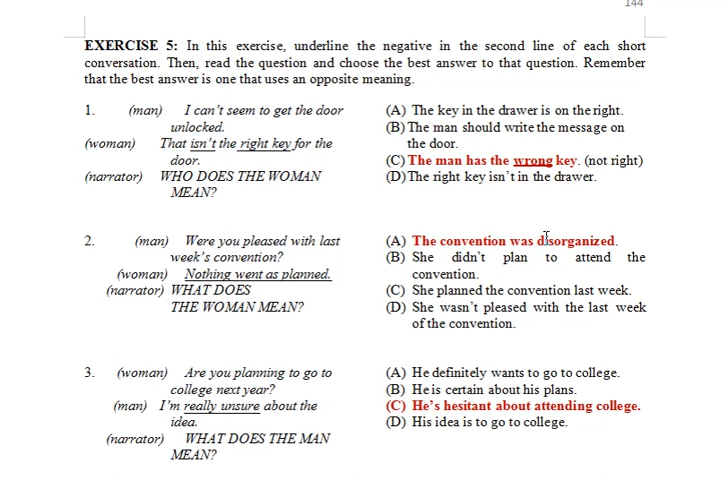 144
EXERCISE 5: In this exercise, underline the negative in the second line of each short
conversation. Then, read the question and choose the best answer to that question. Remember
that the best answer is one that uses an opposite meaning.
1. (man) I can't seem to get the door
unlocked.
(woman) That isn't the right key for the
door.
(narrator) WHO DOES THE WOMAN
MEAN?
(A) The key in the drawer is on the right.
(B) The man should write the message on
the door.
(C) The man has the wrong key. (not right)
(D) The right key isn't in the drawer.
2. (man) Were you pleased with last
week's convention?
(woman) Nothing went as planned.
(narrator) WHAT DOES
THE WOMAN MEAN?
(A) The convention was disorganized.
(B) She didn't plan to attend the
convention.
(C) She planned the convention last week.
(D) She wasn't pleased with the last week
of the convention.
3. (woman) Are you planning to go to
college next year?
(man) I'm really unsure about the
idea.
(narrator) WHAT DOES THE MAN
MEAN?
(A) He definitely wants to go to college.
(B) He is certain about his plans.
(C) He's hesitant about attending college.
(D) His idea is to go to college.